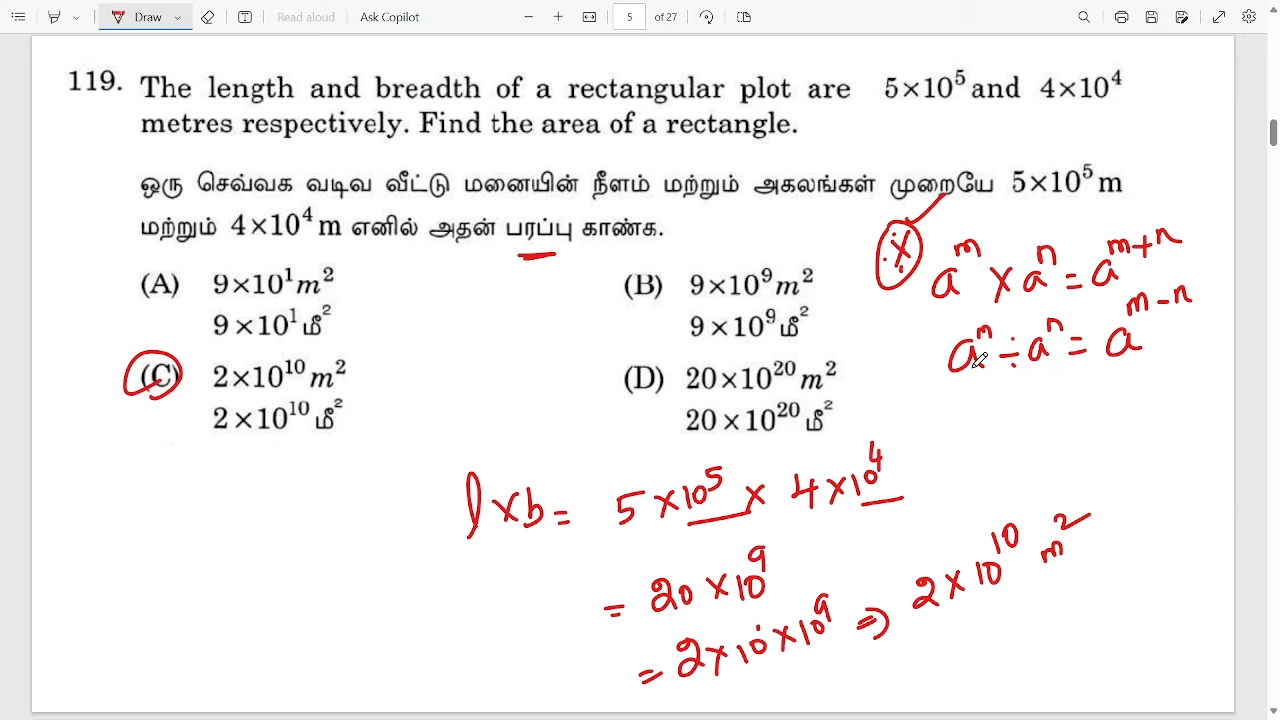 Draw
Read aloud
Ask Copilot
5
of 27
119. The length and breadth of a rectangular plot are 5×10⁵ and 4×10⁴
metres respectively. Find the area of a rectangle.
ஒரு செவ்வக வடிவ வீட்டு மனையின் நீளம் மற்றும் அகலங்கள் முறையே 5×10⁵ m
மற்றும் 4×10⁴ m எனில் அதன் பரப்பு காண்க.
(A) 9×10¹ m²
9×10¹ மீ²
(B) 9×10⁹ m²
9×10⁹ மீ²
(C) 2×10¹⁰ m²
2×10¹⁰ மீ²
(D) 20×10²⁰ m²
20×10²⁰ மீ²
aᵐ × aⁿ = aᵐ⁺ⁿ
aᵐ ÷ aⁿ = aᵐ⁻ⁿ
l × b = 5 × 10⁵ × 4 × 10⁴
= 20 × 10⁹
= 2 × 10¹ × 10⁹ ⇒ 2 × 10¹⁰ m²